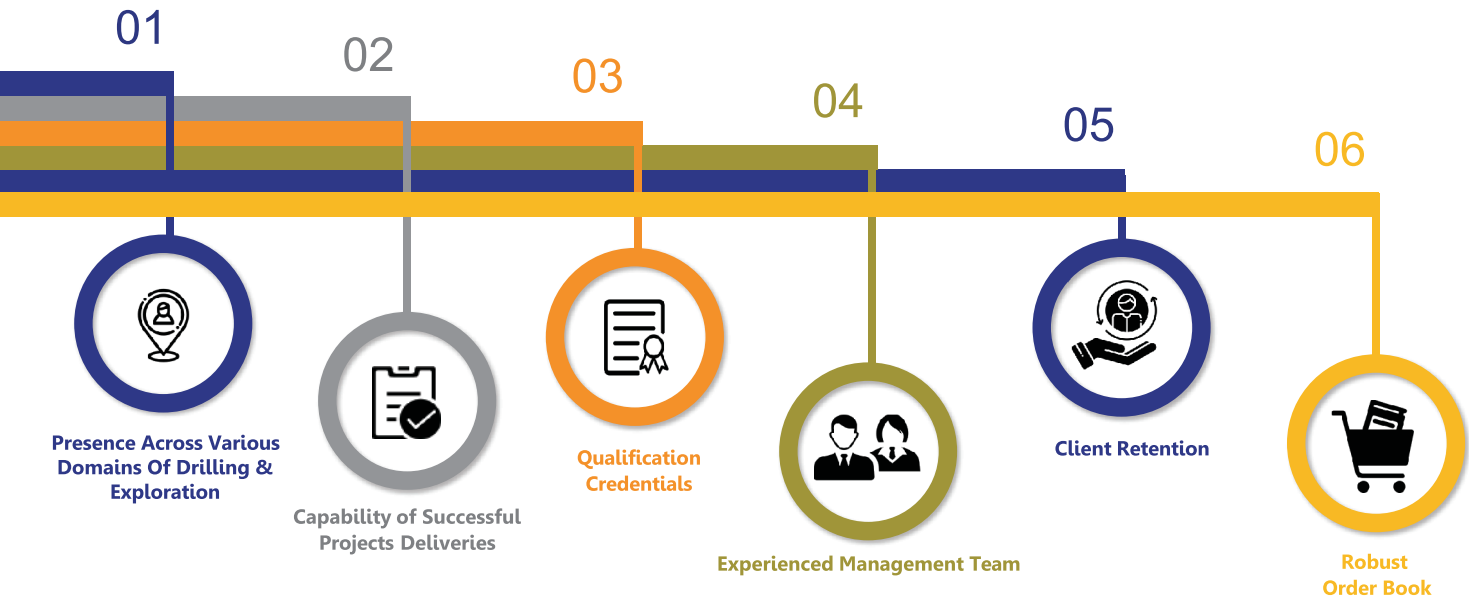 01
02
03
04
05
06
Presence Across Various
Domains Of Drilling &
Exploration
Capability of Successful
Projects Deliveries
Qualification
Credentials
Experienced Management Team
Client Retention
Robust
Order Book